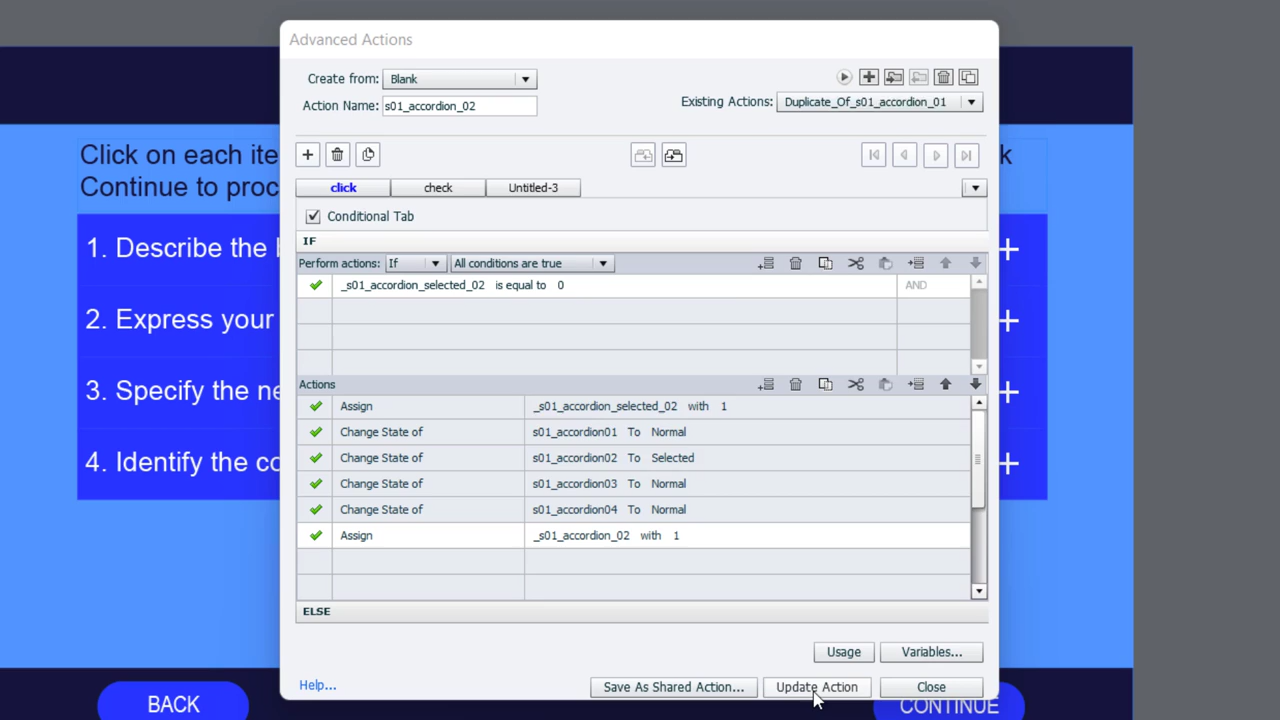 Advanced Actions
Create from: Blank
Action Name: s01_accordion_02
Existing Actions: Duplicate_Of_s01_accordion_01
click check Untitled-3
Conditional Tab
IF
Perform actions: If All conditions are true
_s01_accordion_selected_02 is equal to 0 AND
Actions
Assign _s01_accordion_selected_02 with 1
Change State of s01_accordion01 To Normal
Change State of s01_accordion02 To Selected
Change State of s01_accordion03 To Normal
Change State of s01_accordion04 To Normal
Assign _s01_accordion_02 with 1
ELSE
Usage Variables...
Help... Save As Shared Action... Update Action Close
Click on each ite k
Continue to proc
1. Describe the +
2. Express your +
3. Specify the ne +
4. Identify the co +
BACK CONTINUE